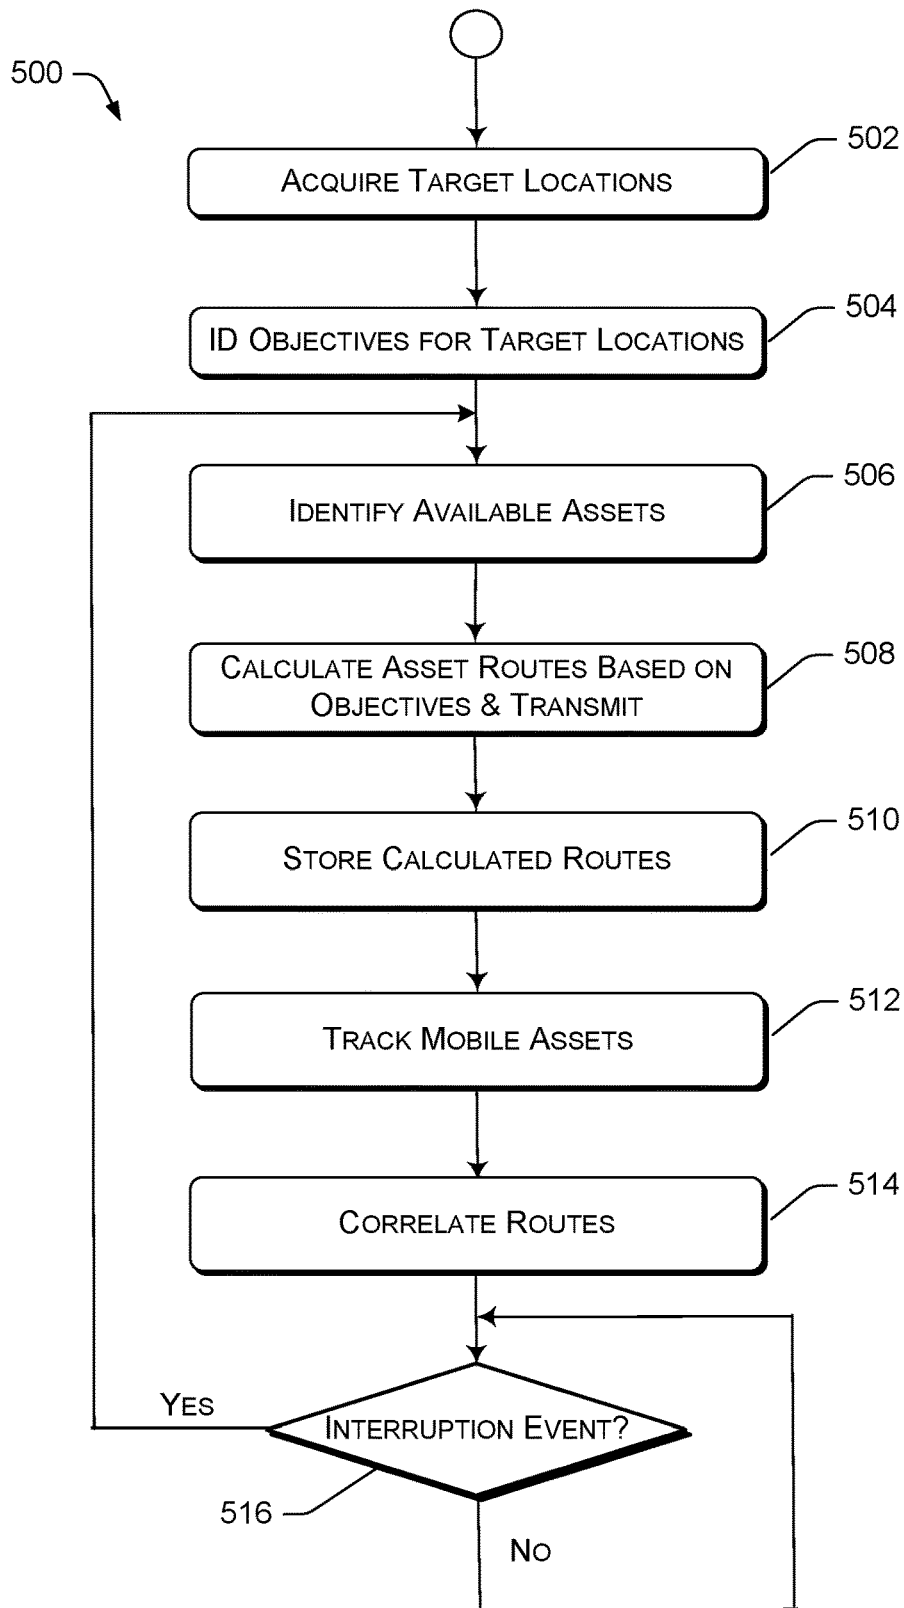 500
502
ACQUIRE TARGET LOCATIONS
504
ID OBJECTIVES FOR TARGET LOCATIONS
506
IDENTIFY AVAILABLE ASSETS
508
CALCULATE ASSET ROUTES BASED ON
OBJECTIVES & TRANSMIT
510
STORE CALCULATED ROUTES
512
TRACK MOBILE ASSETS
514
CORRELATE ROUTES
YES
INTERRUPTION EVENT?
516
NO